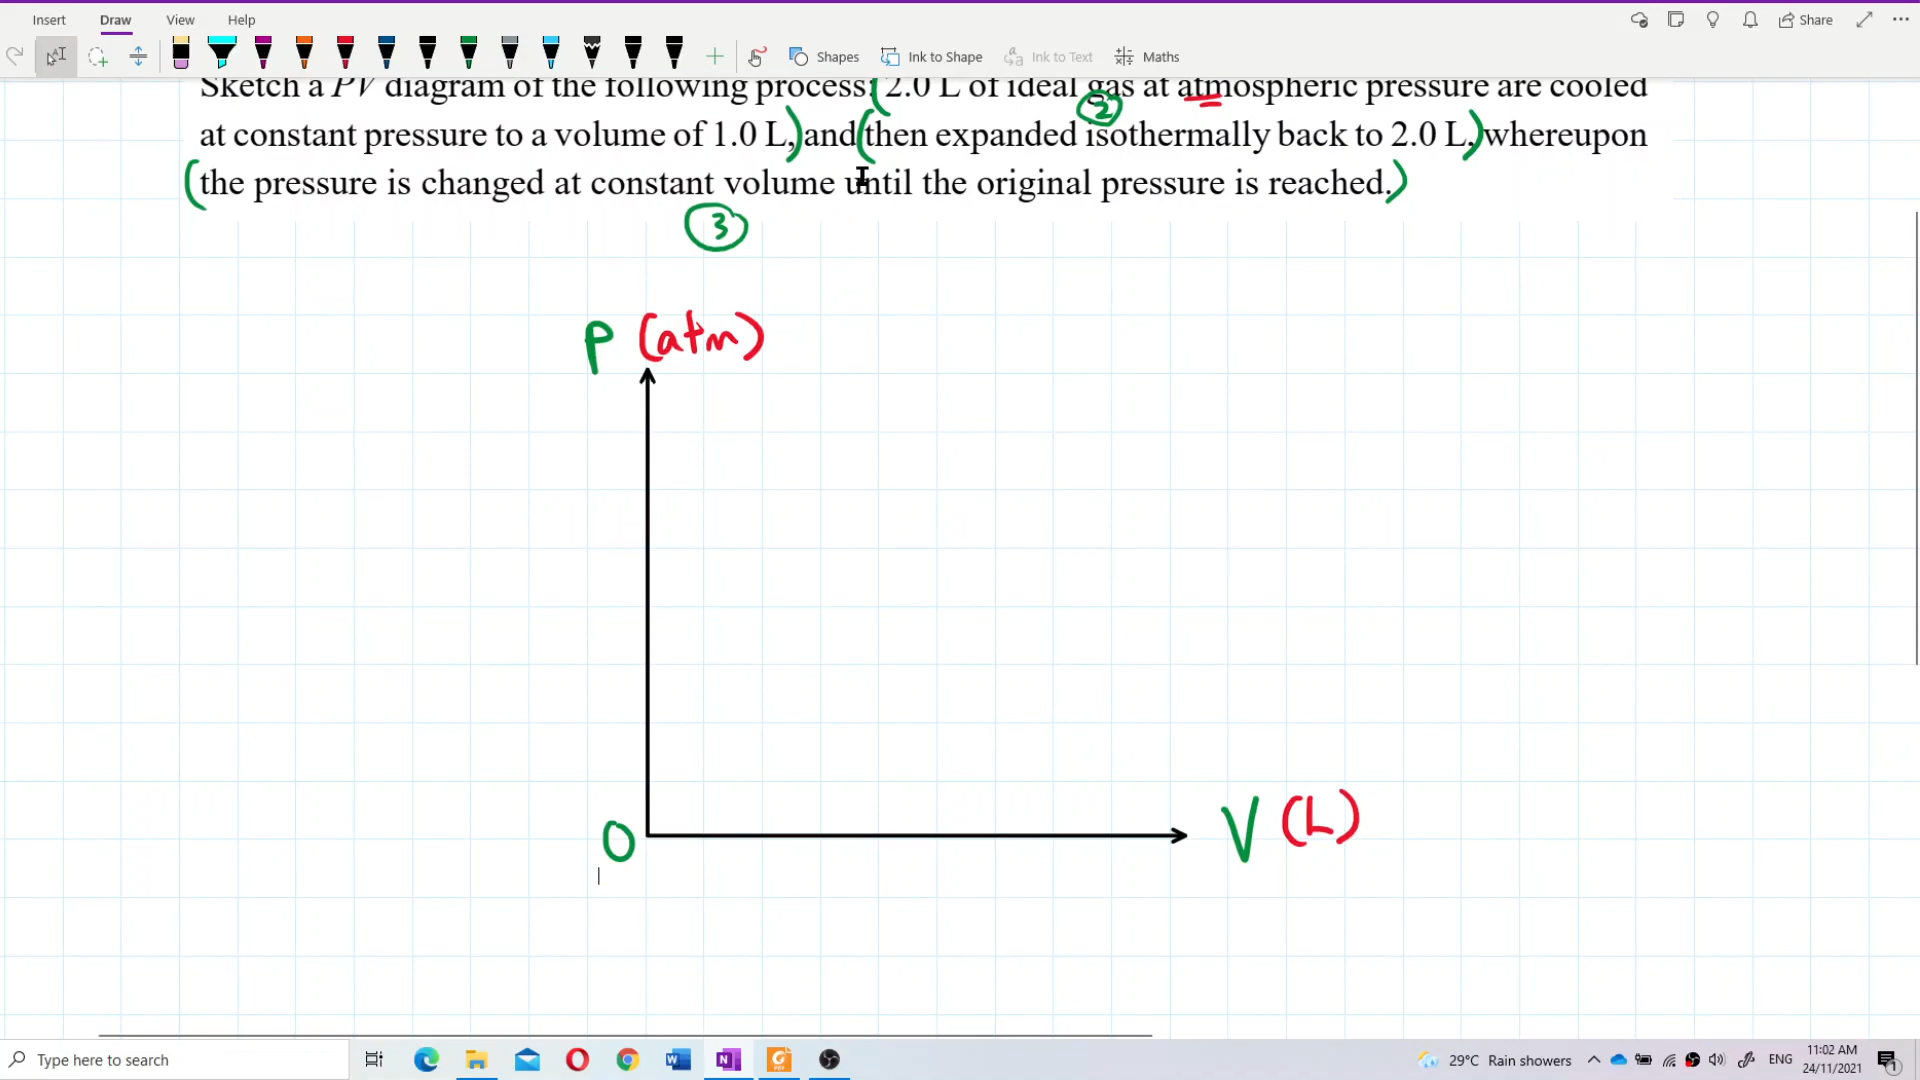 Insert Draw View Help
Share
Shapes Ink to Shape Ink to Text Maths
Sketch a PV diagram of the following process: (2.0 L of ideal gas at atmospheric pressure are cooled
2
at constant pressure to a volume of 1.0 L,) and (then expanded isothermally back to 2.0 L,) whereupon
(the pressure is changed at constant volume until the original pressure is reached.)
3
P (atm)
V (L)
0
Type here to search
29°C Rain showers
ENG
11:02 AM
24/11/2021
1